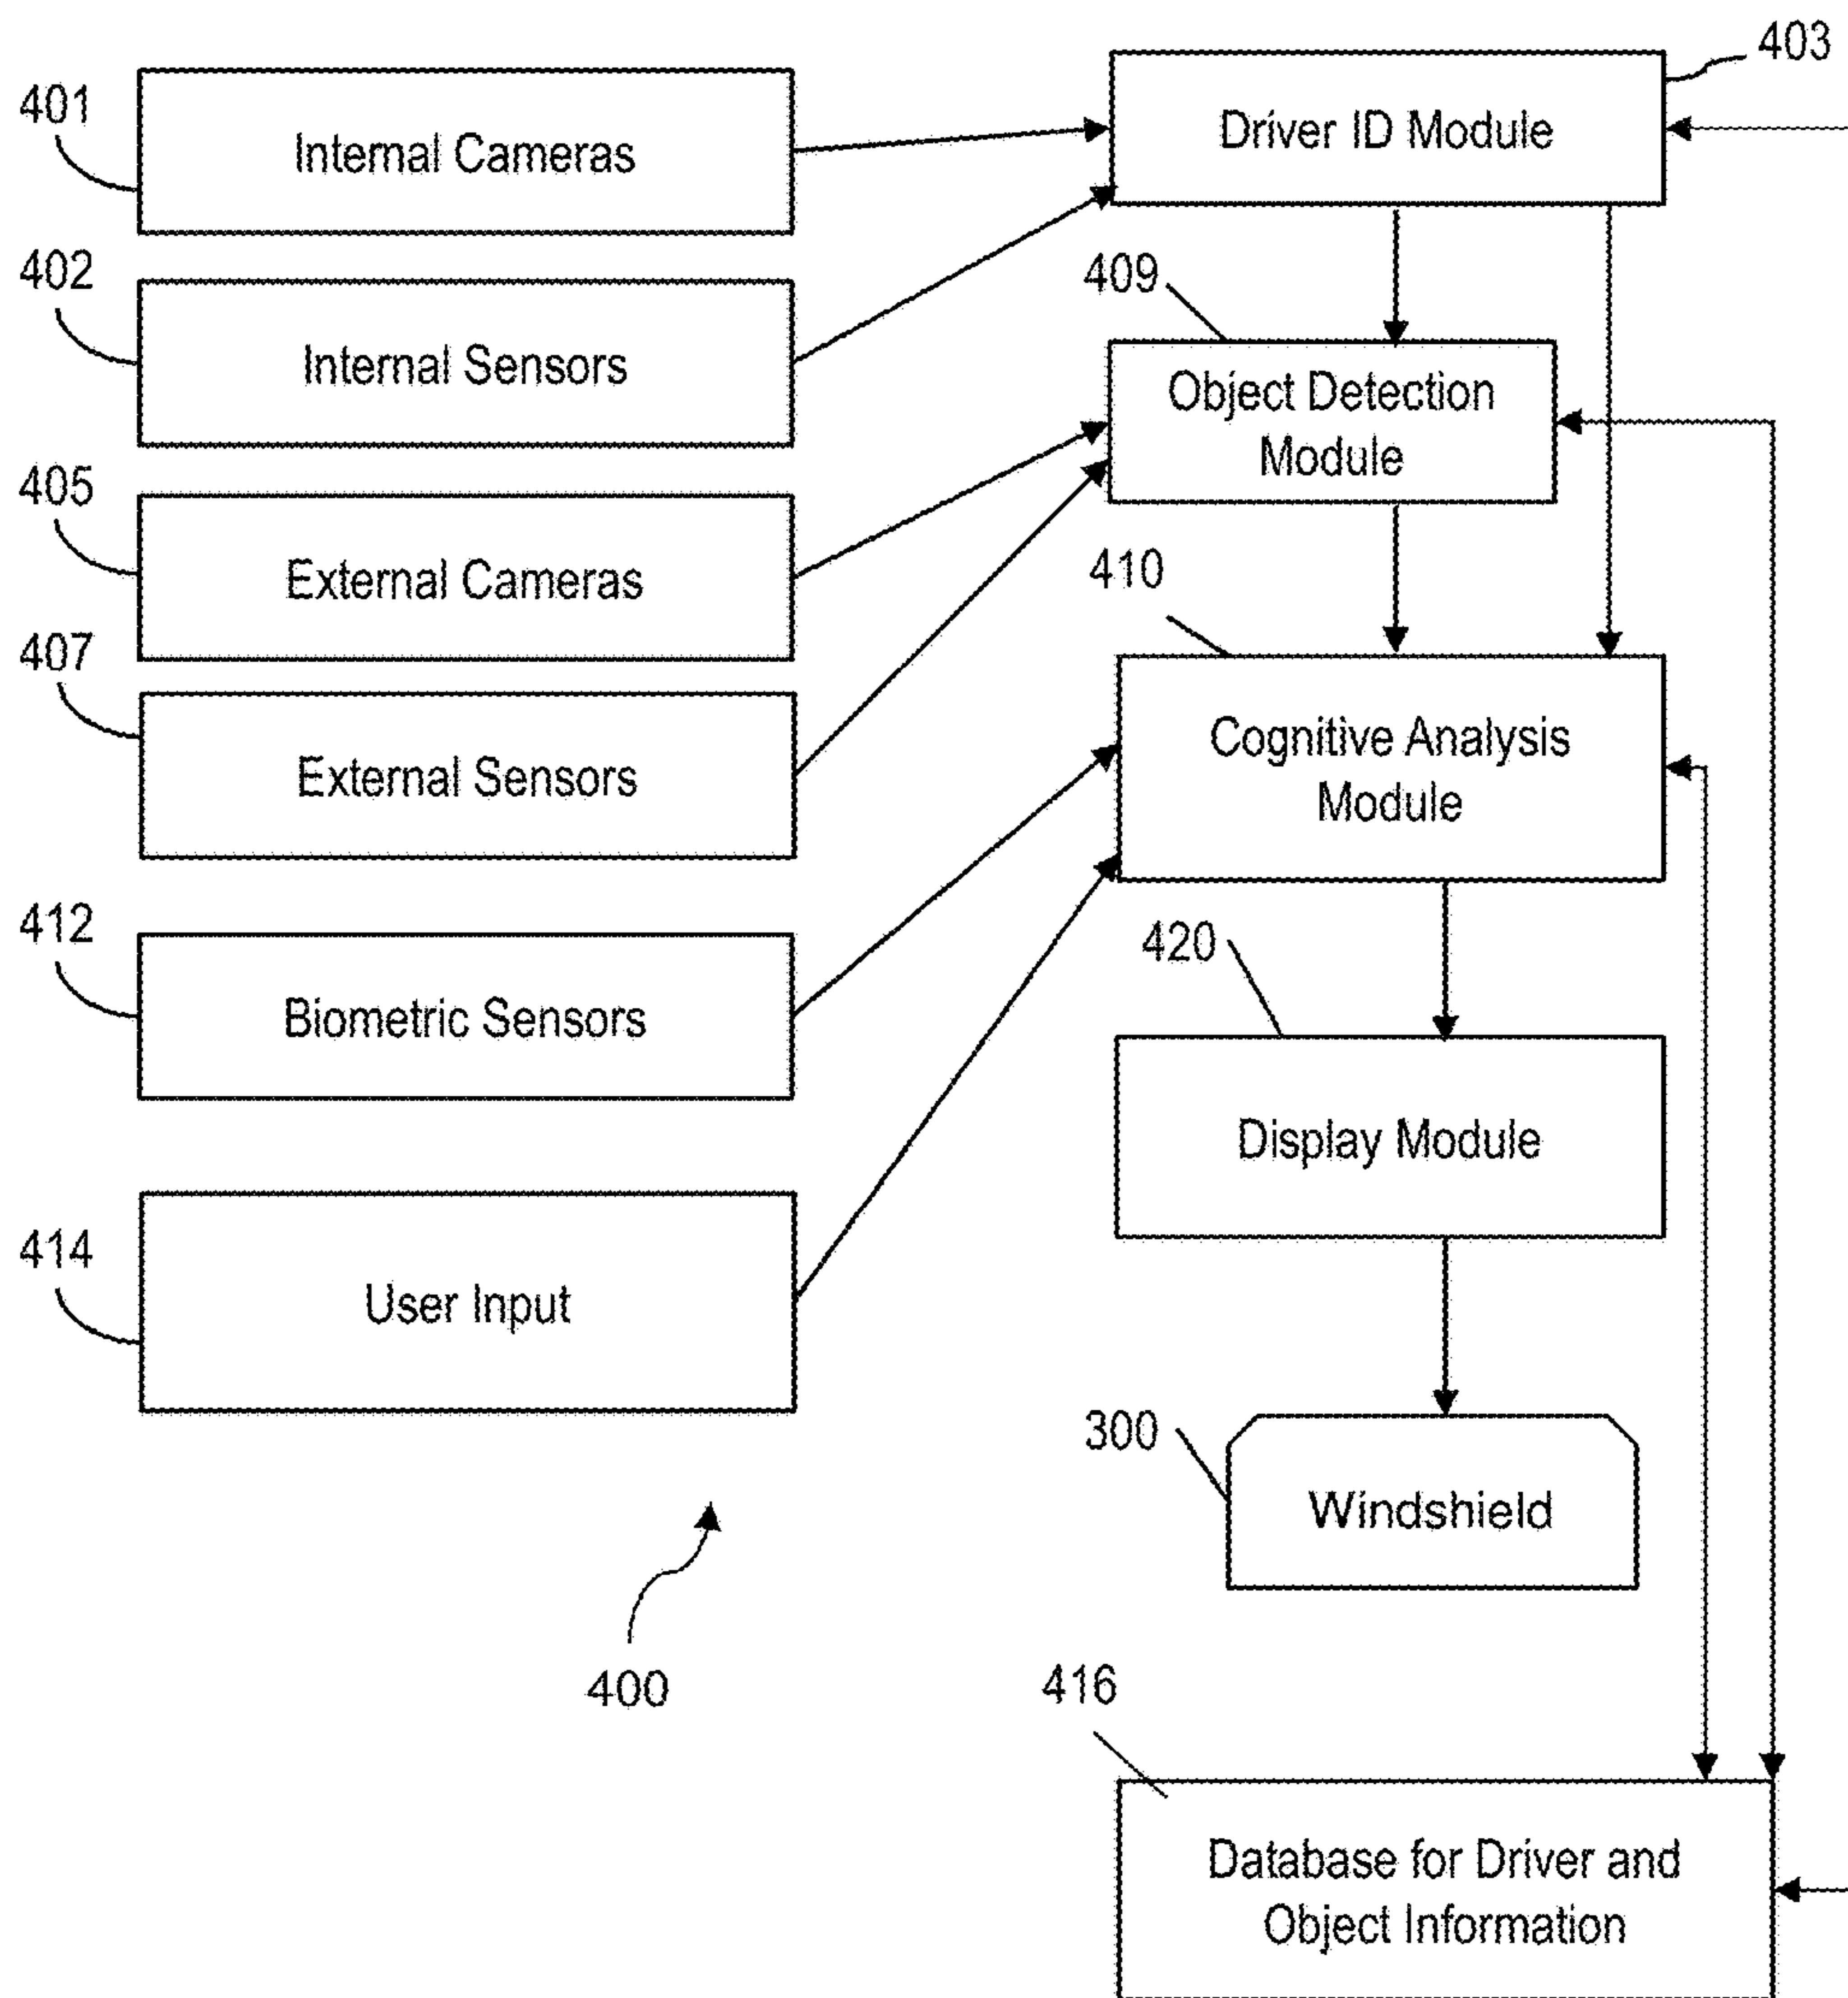 403
401
Internal Cameras
Driver ID Module
402
Internal Sensors
409
Object Detection
Module
405
External Cameras
410
407
External Sensors
Cognitive Analysis
Module
412
Biometric Sensors
420
Display Module
414
User Input
300
Windshield
400
416
Database for Driver and
Object Information